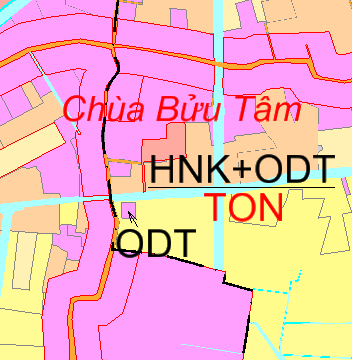 Chùa Bửu Tâm
HNK+ODT
TON
ODT